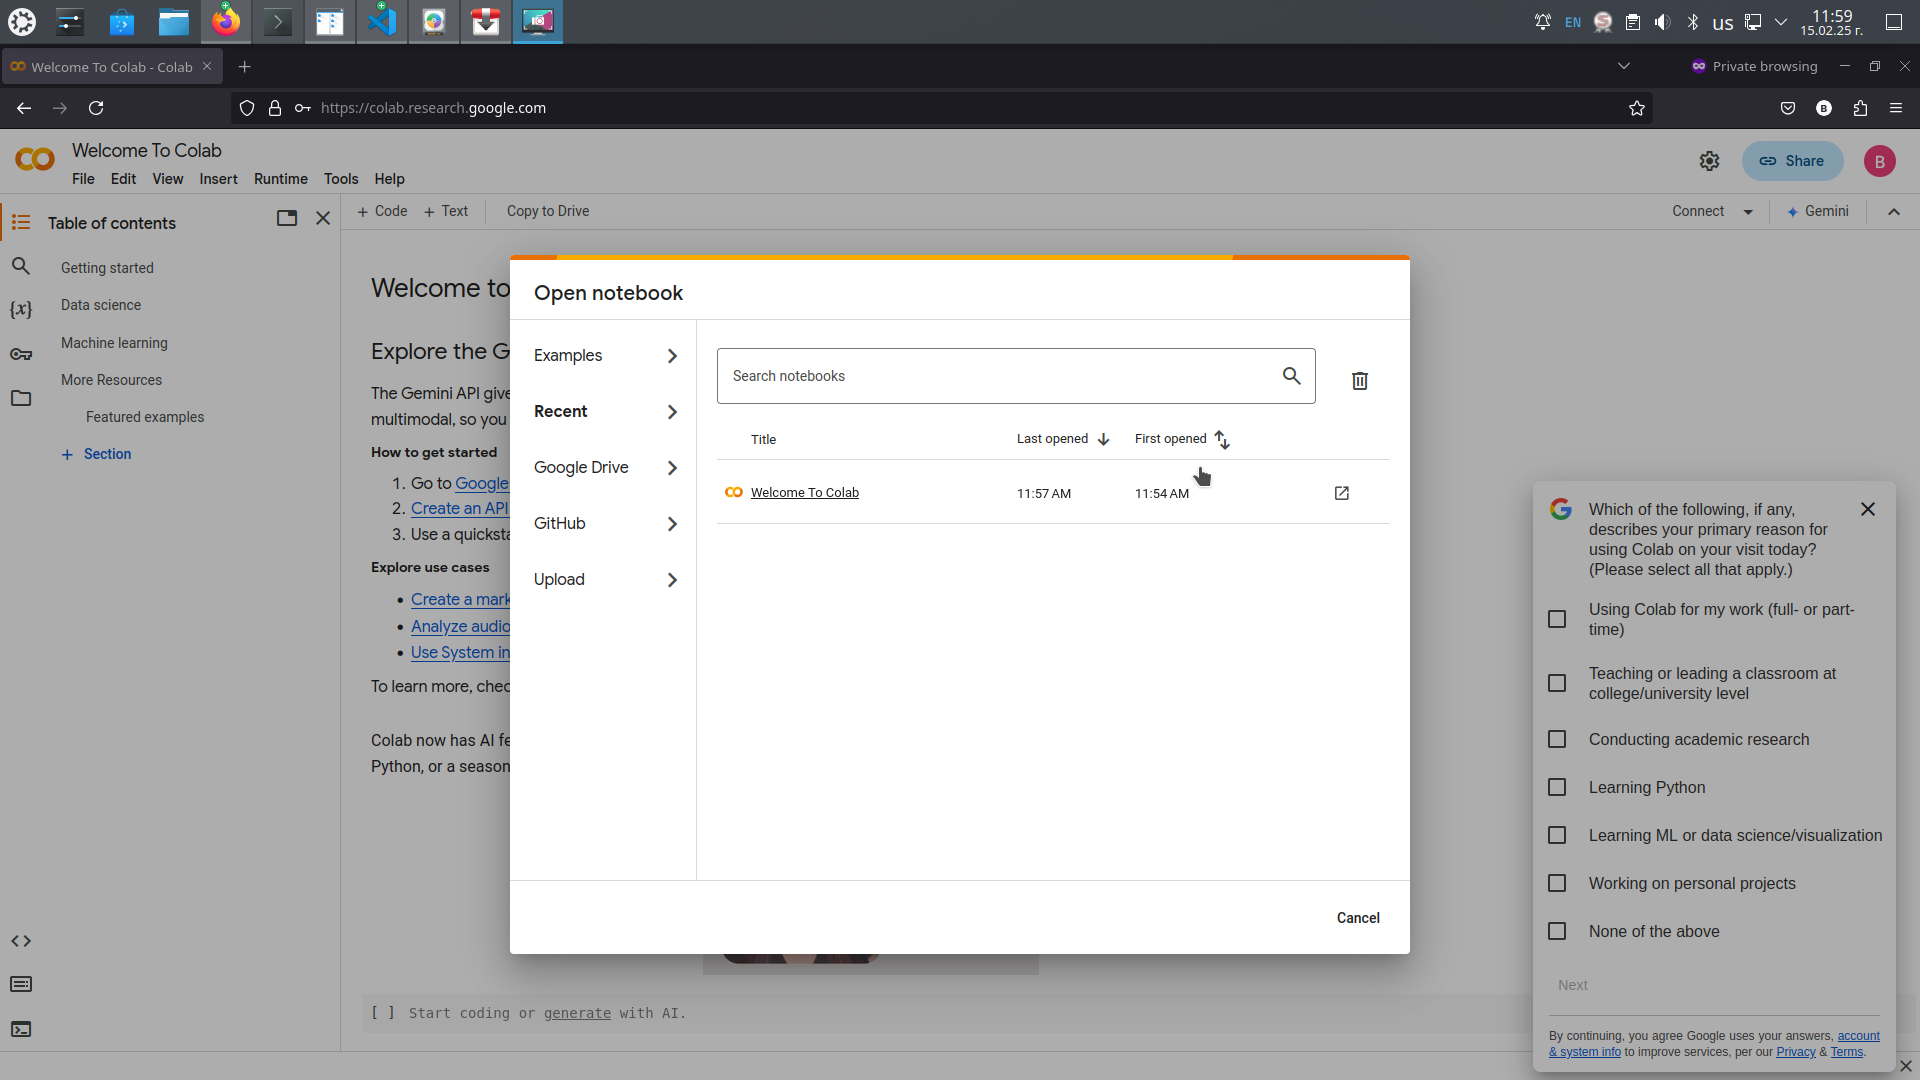 EN
us
11:59
15.02.25 г.
Welcome To Colab - Colab
Private browsing
https://colab.research.google.com
B
Welcome To Colab
File Edit View Insert Runtime Tools Help
Share
B
Table of contents
+ Code + Text Copy to Drive
Connect
Gemini
Getting started
Data science
Machine learning
More Resources
Featured examples
+ Section
{x}
Welcome to
Explore the G
The Gemini API give
multimodal, so you
How to get started
1. Go to Google
2. Create an API
3. Use a quicksta
Explore use cases
• Create a mark
• Analyze audio
• Use System in
To learn more, chec
Colab now has AI fe
Python, or a season
Open notebook
Examples
Recent
Google Drive
GitHub
Upload
Search notebooks
Title Last opened First opened
Welcome To Colab 11:57 AM 11:54 AM
Cancel
[ ] Start coding or generate with AI.
Which of the following, if any,
describes your primary reason for
using Colab on your visit today?
(Please select all that apply.)
Using Colab for my work (full- or part-
time)
Teaching or leading a classroom at
college/university level
Conducting academic research
Learning Python
Learning ML or data science/visualization
Working on personal projects
None of the above
Next
By continuing, you agree Google uses your answers, account
& system info to improve services, per our Privacy & Terms.